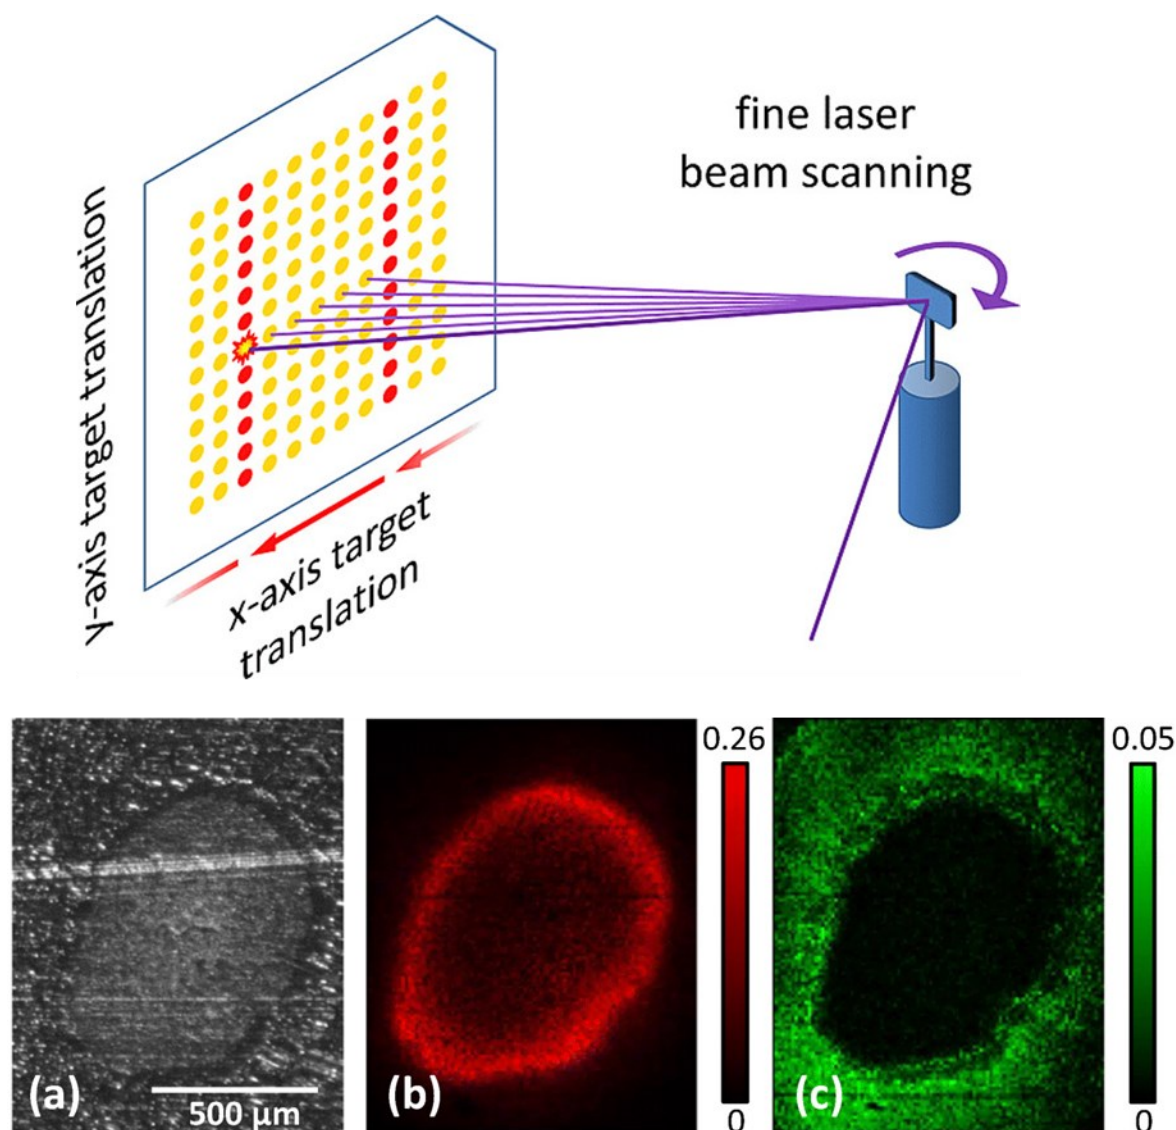 fine laser
beam scanning
y-axis target translation
x-axis target
translation
0.26
0.05
(a)
500 µm
(b)
0
(c)
0